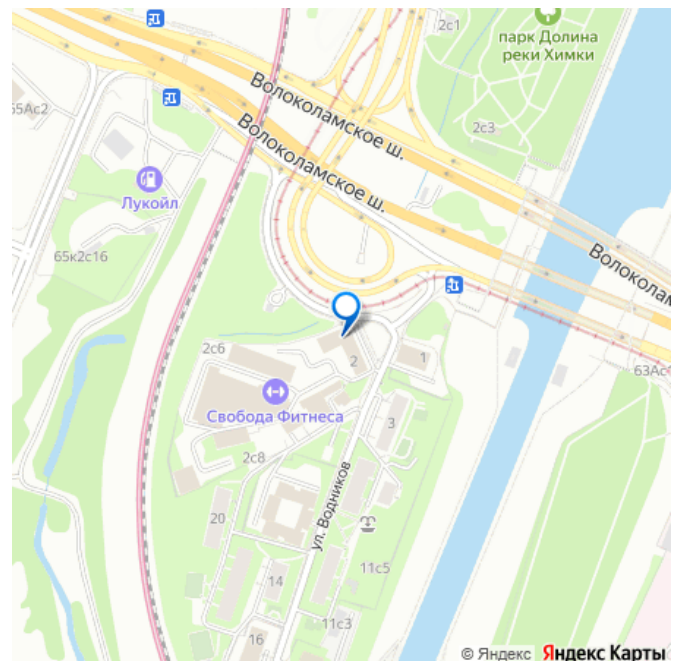 2с1
парк Долина
реки Химки
65Ас2
Волоколамское ш.
2с3
Волоколамское ш.
Лукойл
65к2с16
Волоколам
2с6
2
1
63Ас
Свобода Фитнеса
3
2с8
ул. Водников
20
11с5
14
11с3
16
© Яндекс Яндекс Карты